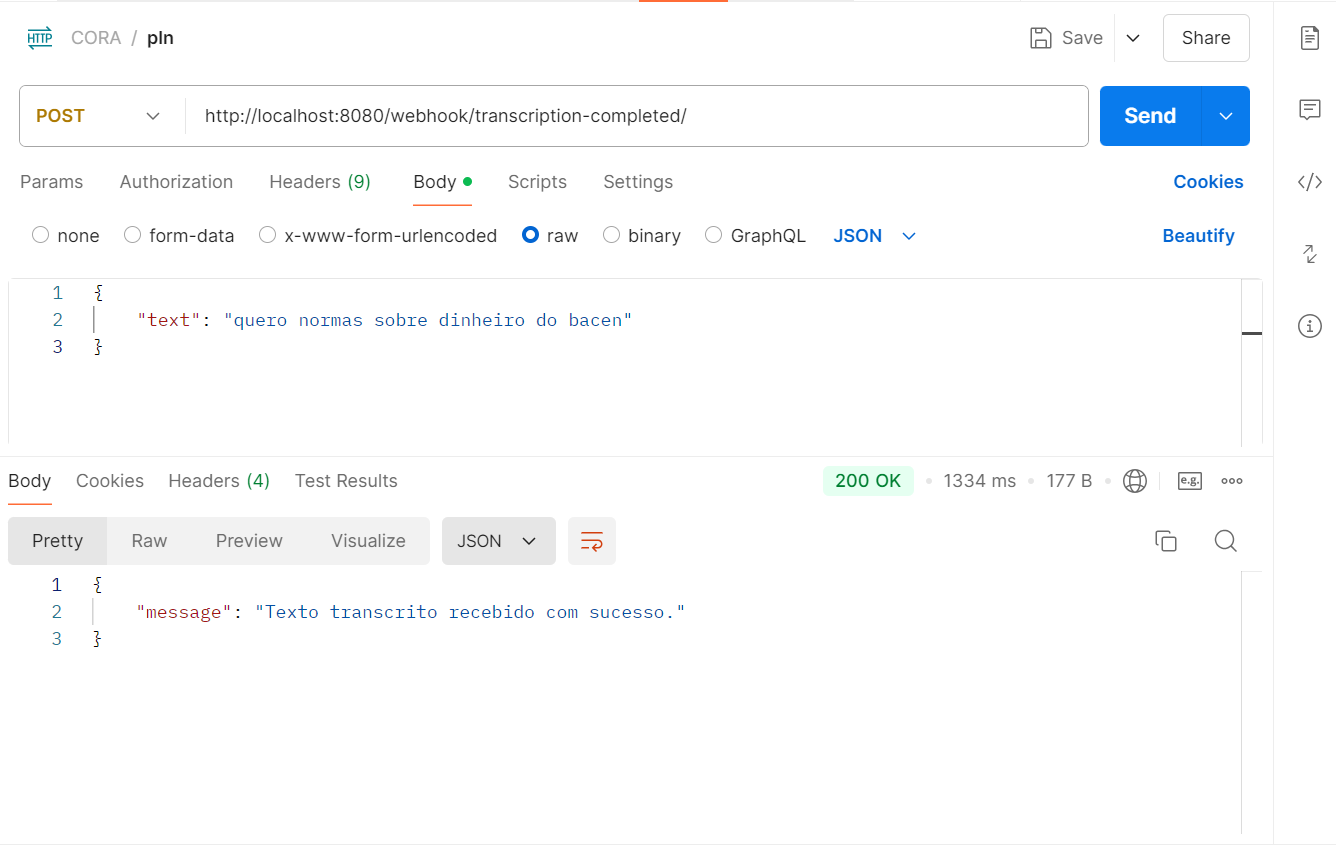 HTTP CORA / pln Save Share
POST http://localhost:8080/webhook/transcription-completed/ Send
Params Authorization Headers (9) Body Scripts Settings Cookies
none form-data x-www-form-urlencoded raw binary GraphQL JSON Beautify
1 {
2 "text": "quero normas sobre dinheiro do bacen"
3 }
Body Cookies Headers (4) Test Results 200 OK 1334 ms 177 B e.g.
Pretty Raw Preview Visualize JSON
1 {
2 "message": "Texto transcrito recebido com sucesso."
3 }